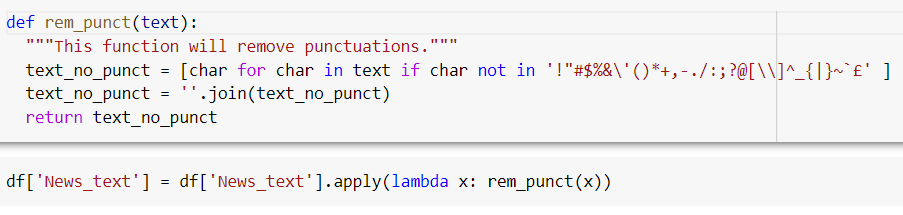 def rem_punct(text):
  """This function will remove punctuations."""
  text_no_punct = [char for char in text if char not in '!"#$%&\'()*+,-./:;?@[\\]^_{|}~`£' ]
  text_no_punct = ''.join(text_no_punct)
  return text_no_punct
df['News_text'] = df['News_text'].apply(lambda x: rem_punct(x))